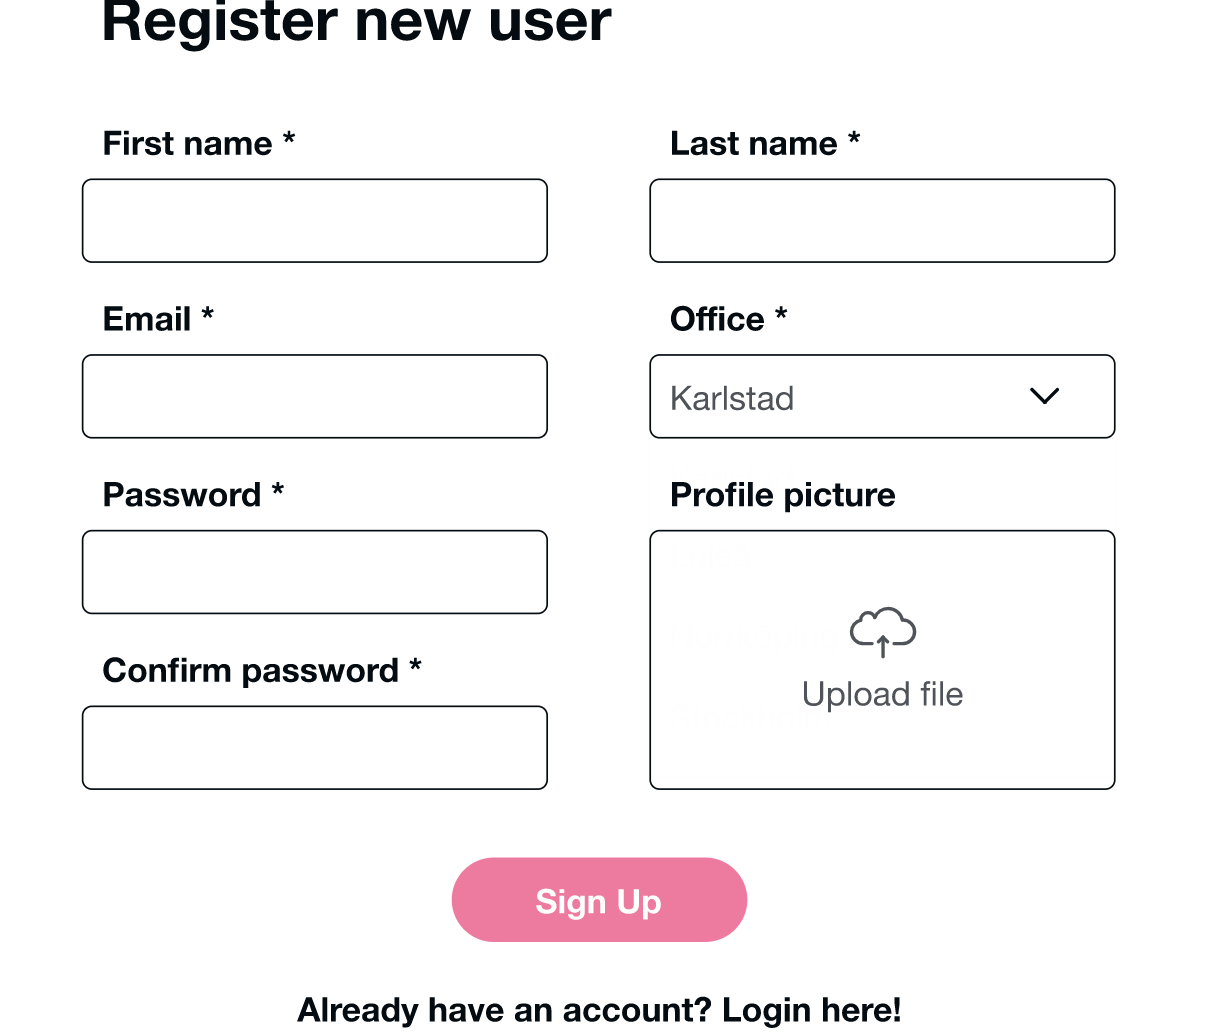 Register new user
First name *
Last name *
Email *
Office *
Karlstad
Password *
Profile picture
Upload file
Confirm password *
Sign Up
Already have an account? Login here!